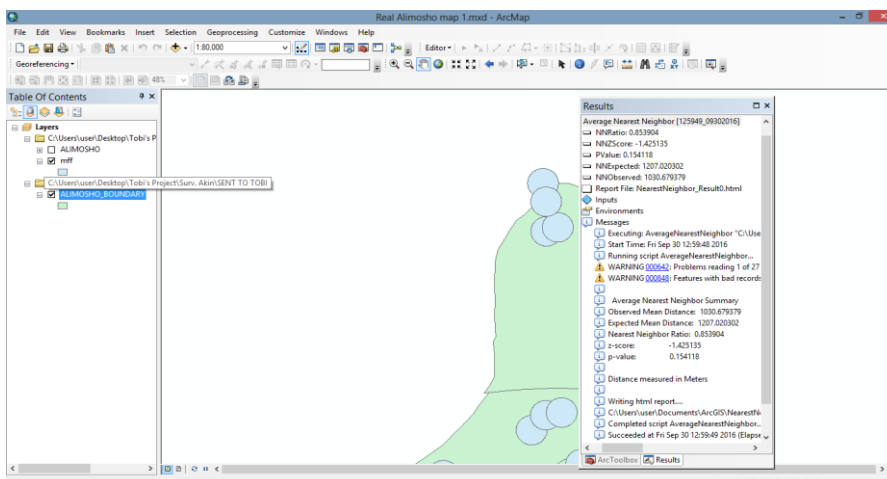 Real Alimosho map 1.mxd - ArcMap
File Edit View Bookmarks Insert Selection Geoprocessing Customize Windows Help
1:80,000
Editor
Georeferencing
48%
Table Of Contents
Layers
C:\Users\user\Desktop\Tobi's P
ALIMOSHO
mff
C:\Users\user\Desktop\Tobi's Project\Surv. Akin\SENT TO TOBI
ALIMOSHO_BOUNDARY
Results
Average Nearest Neighbor [125949_09302016]
NNRatio: 0.853904
NNZScore: -1.425135
PValue: 0.154118
NNExpected: 1207.020302
NNObserved: 1030.679379
Report File: NearestNeighbor_Result0.html
Inputs
Environments
Messages
Executing: AverageNearestNeighbor "C:\Use
Start Time: Fri Sep 30 12:59:48 2016
Running script AverageNearestNeighbor...
WARNING 000642: Problems reading 1 of 27
WARNING 000848: Features with bad records
Average Nearest Neighbor Summary
Observed Mean Distance: 1030.679379
Expected Mean Distance: 1207.020302
Nearest Neighbor Ratio: 0.853904
z-score: -1.425135
p-value: 0.154118
Distance measured in Meters
Writing html report....
C:\Users\user\Documents\ArcGIS\NearestN
Completed script AverageNearestNeighbor...
Succeeded at Fri Sep 30 12:59:49 2016 (Elapse
ArcToolbox Results